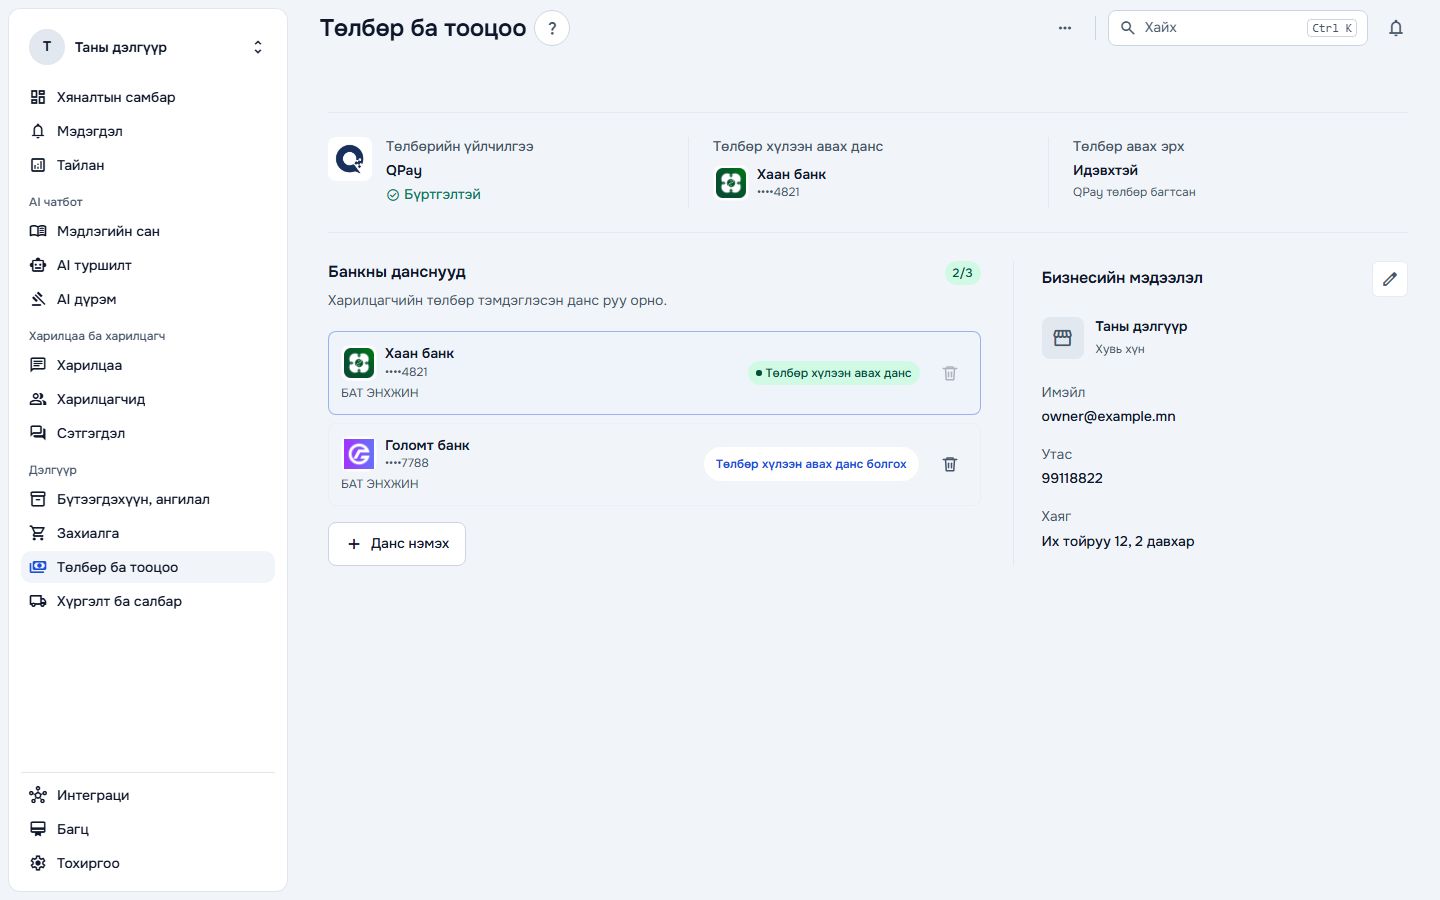 Т Таны дэлгүүр
Хяналтын самбар
Мэдэгдэл
Тайлан
AI чатбот
Мэдлэгийн сан
AI туршилт
AI дүрэм
Харилцаа ба харилцагч
Харилцаа
Харилцагчид
Сэтгэгдэл
Дэлгүүр
Бүтээгдэхүүн, ангилал
Захиалга
Төлбөр ба тооцоо
Хүргэлт ба салбар
Интеграци
Багц
Тохиргоо
Төлбөр ба тооцоо ?
Хайх Ctrl K
Төлбөрийн үйлчилгээ
QPay
Бүртгэлтэй
Төлбөр хүлээн авах данс
Хаан банк
••••4821
Төлбөр авах эрх
Идэвхтэй
QPay төлбөр багтсан
Банкны данснууд 2/3
Харилцагчийн төлбөр тэмдэглэсэн данс руу орно.
Хаан банк
••••4821
БАТ ЭНХЖИН
Төлбөр хүлээн авах данс
Голомт банк
••••7788
БАТ ЭНХЖИН
Төлбөр хүлээн авах данс болгох
+ Данс нэмэх
Бизнесийн мэдээлэл
Таны дэлгүүр
Хувь хүн
Имэйл
owner@example.mn
Утас
99118822
Хаяг
Их тойруу 12, 2 давхар